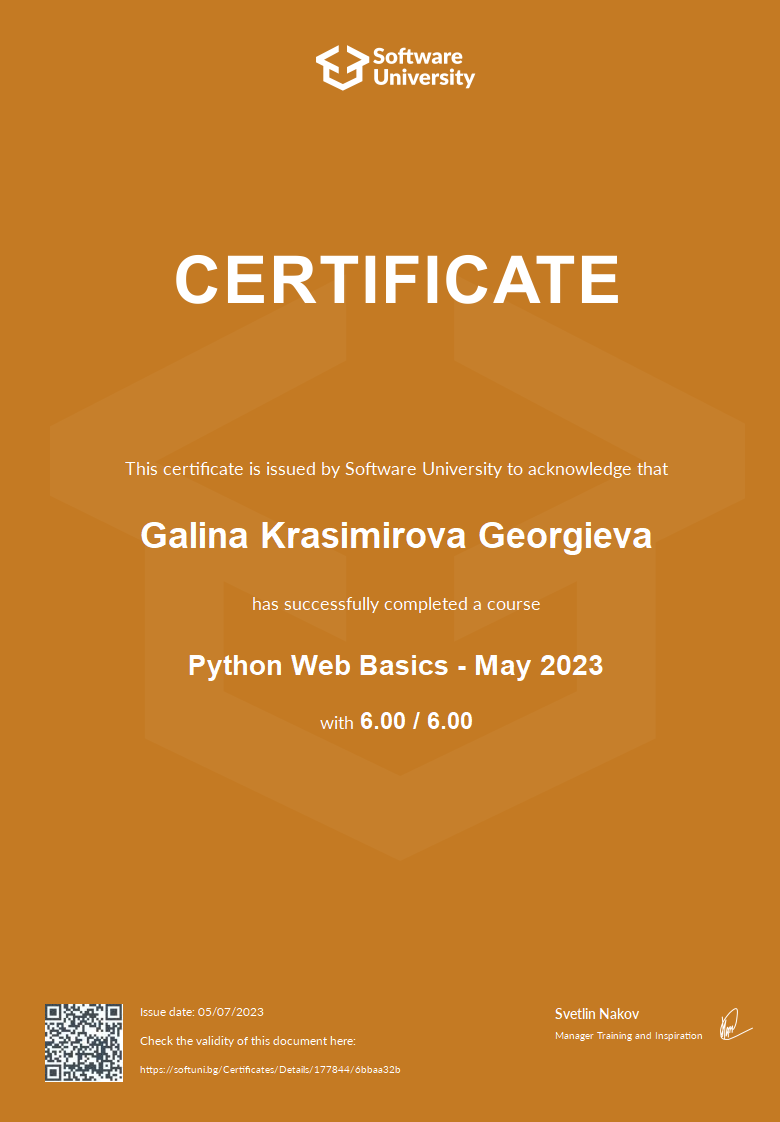 Software
University
CERTIFICATE
This certificate is issued by Software University to acknowledge that
Galina Krasimirova Georgieva
has successfully completed a course
Python Web Basics - May 2023
with 6.00 / 6.00
Issue date: 05/07/2023
Check the validity of this document here:
https://softuni.bg/Certificates/Details/177844/6bbaa32b
Svetlin Nakov
Manager Training and Inspiration